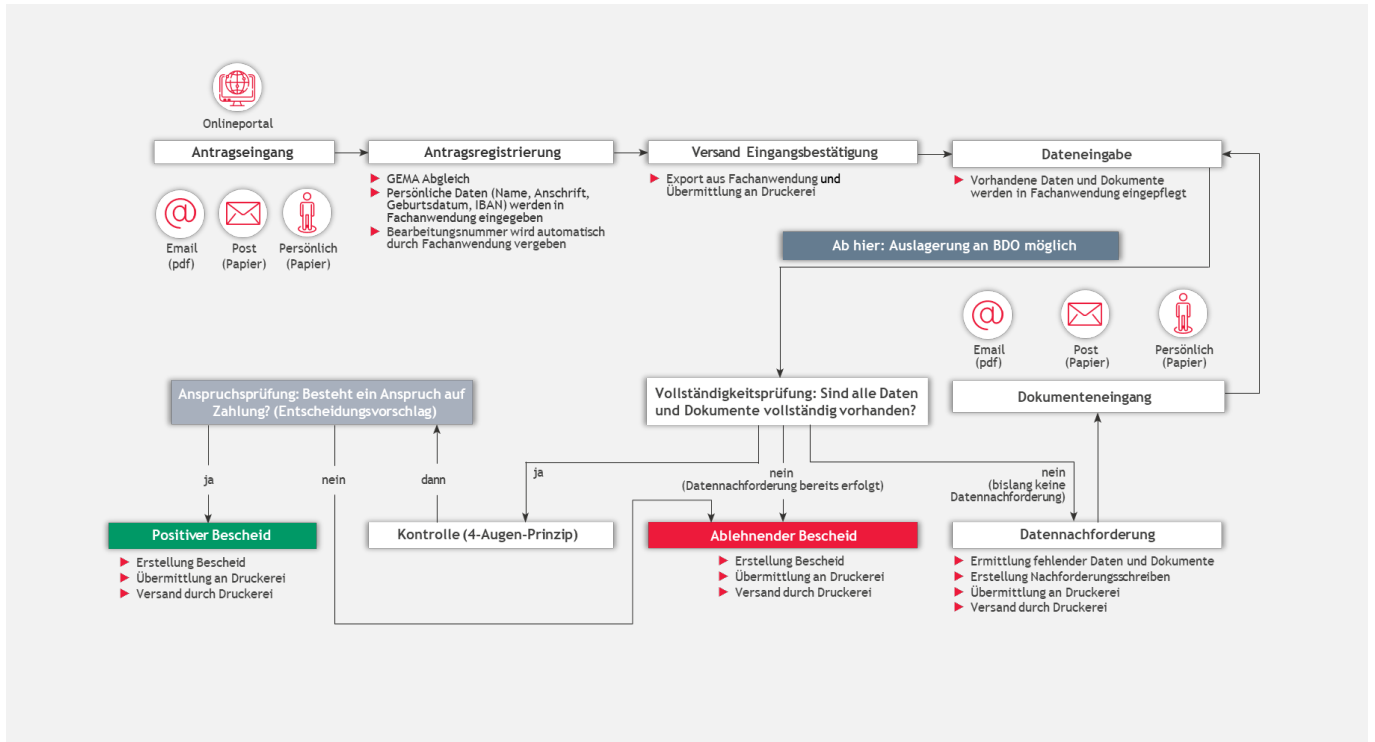 Onlineportal
Antragseingang
Email
(pdf)
Post
(Papier)
Persönlich
(Papier)
Antragsregistrierung
GEMA Abgleich
Persönliche Daten (Name, Anschrift,
Geburtsdatum, IBAN) werden in
Fachanwendung eingegeben
Bearbeitungsnummer wird automatisch
durch Fachanwendung vergeben
Versand Eingangsbestätigung
Export aus Fachanwendung und
Übermittlung an Druckerei
Dateneingabe
Vorhandene Daten und Dokumente
werden in Fachanwendung eingepflegt
Ab hier: Auslagerung an BDO möglich
Email
(pdf)
Post
(Papier)
Persönlich
(Papier)
Anspruchsprüfung: Besteht ein Anspruch auf
Zahlung? (Entscheidungsvorschlag)
Vollständigkeitsprüfung: Sind alle Daten
und Dokumente vollständig vorhanden?
Dokumenteneingang
ja
nein
dann
ja
nein
(Datennachforderung bereits erfolgt)
nein
(bislang keine
Datennachforderung)
Positiver Bescheid
Erstellung Bescheid
Übermittlung an Druckerei
Versand durch Druckerei
Kontrolle (4-Augen-Prinzip)
Ablehnender Bescheid
Erstellung Bescheid
Übermittlung an Druckerei
Versand durch Druckerei
Datennachforderung
Ermittlung fehlender Daten und Dokumente
Erstellung Nachforderungsschreiben
Übermittlung an Druckerei
Versand durch Druckerei